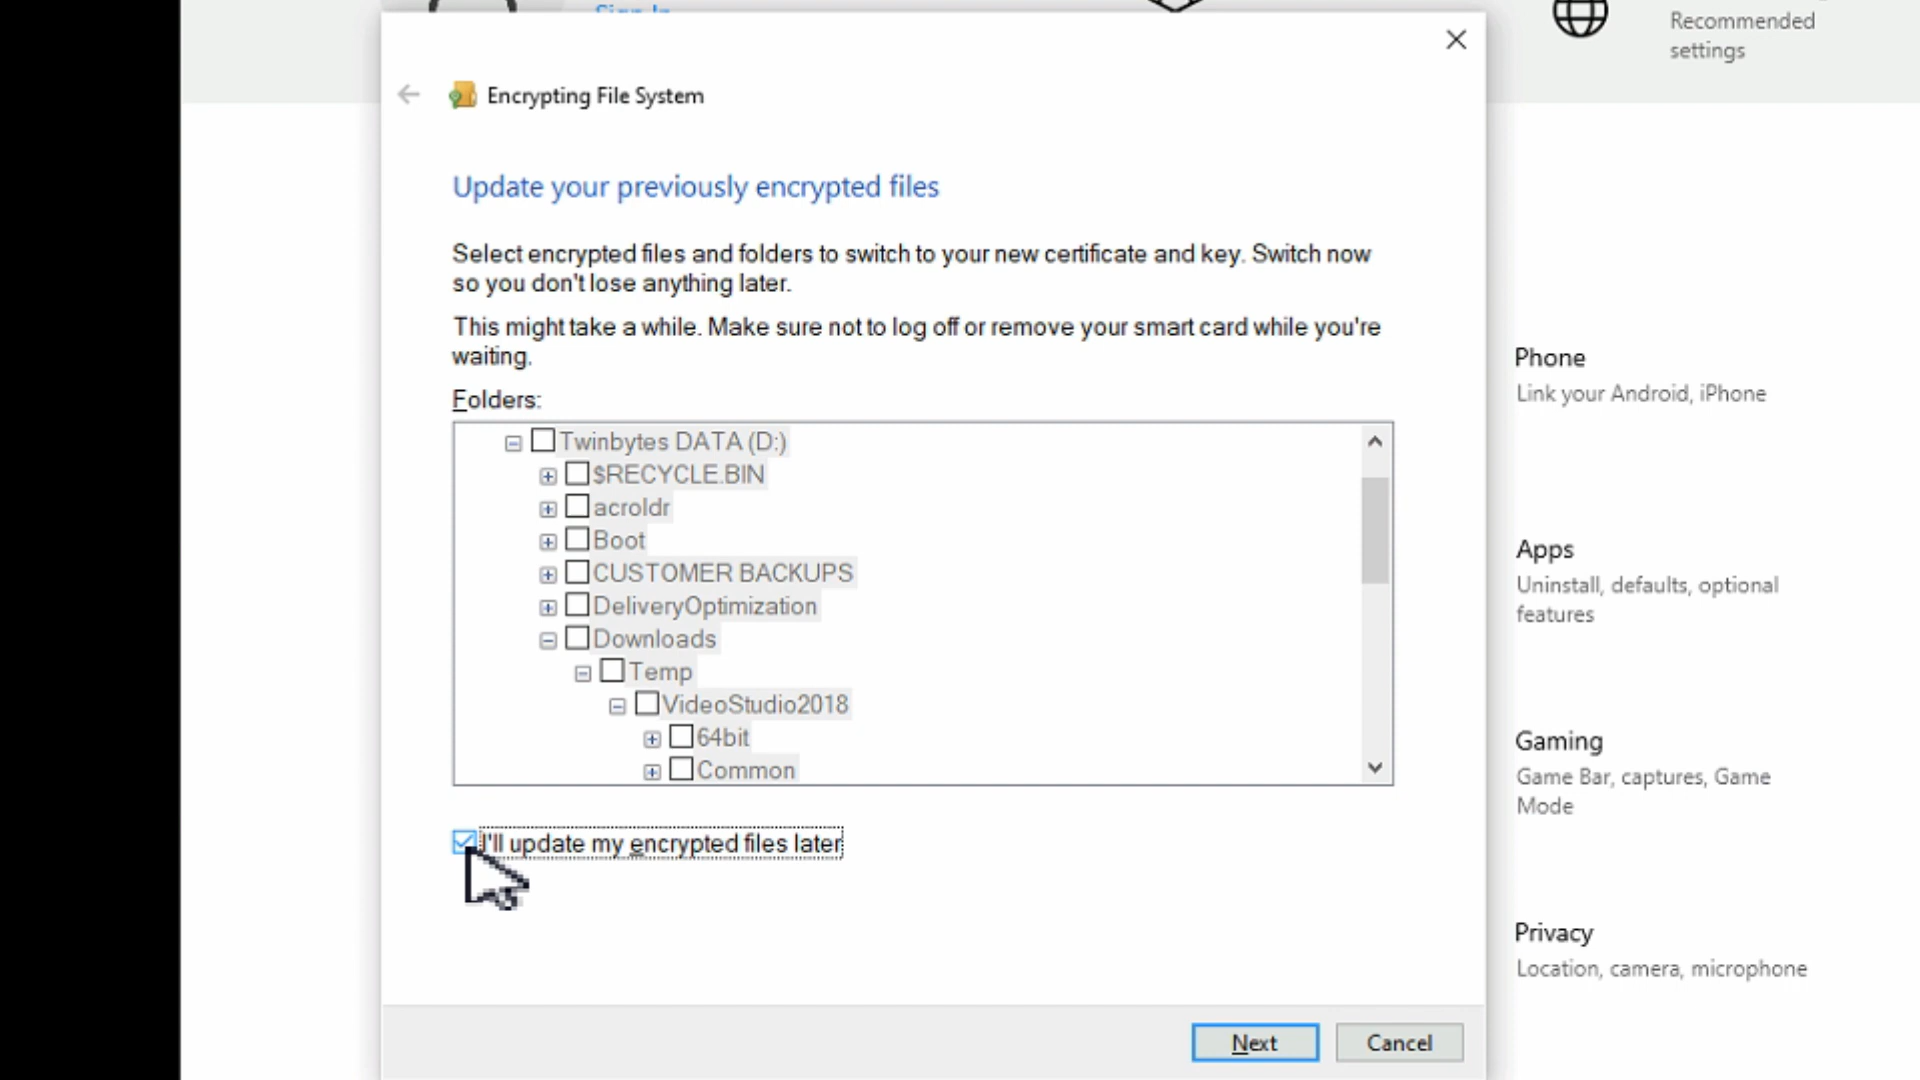 Sign In
Recommended
settings
Encrypting File System
Update your previously encrypted files
Select encrypted files and folders to switch to your new certificate and key. Switch now
so you don't lose anything later.
This might take a while. Make sure not to log off or remove your smart card while you're
waiting.
Folders:
Twinbytes DATA (D:)
$RECYCLE.BIN
acroldr
Boot
CUSTOMER BACKUPS
DeliveryOptimization
Downloads
Temp
VideoStudio2018
64bit
Common
I'll update my encrypted files later
Next
Cancel
Phone
Link your Android, iPhone
Apps
Uninstall, defaults, optional
features
Gaming
Game Bar, captures, Game
Mode
Privacy
Location, camera, microphone